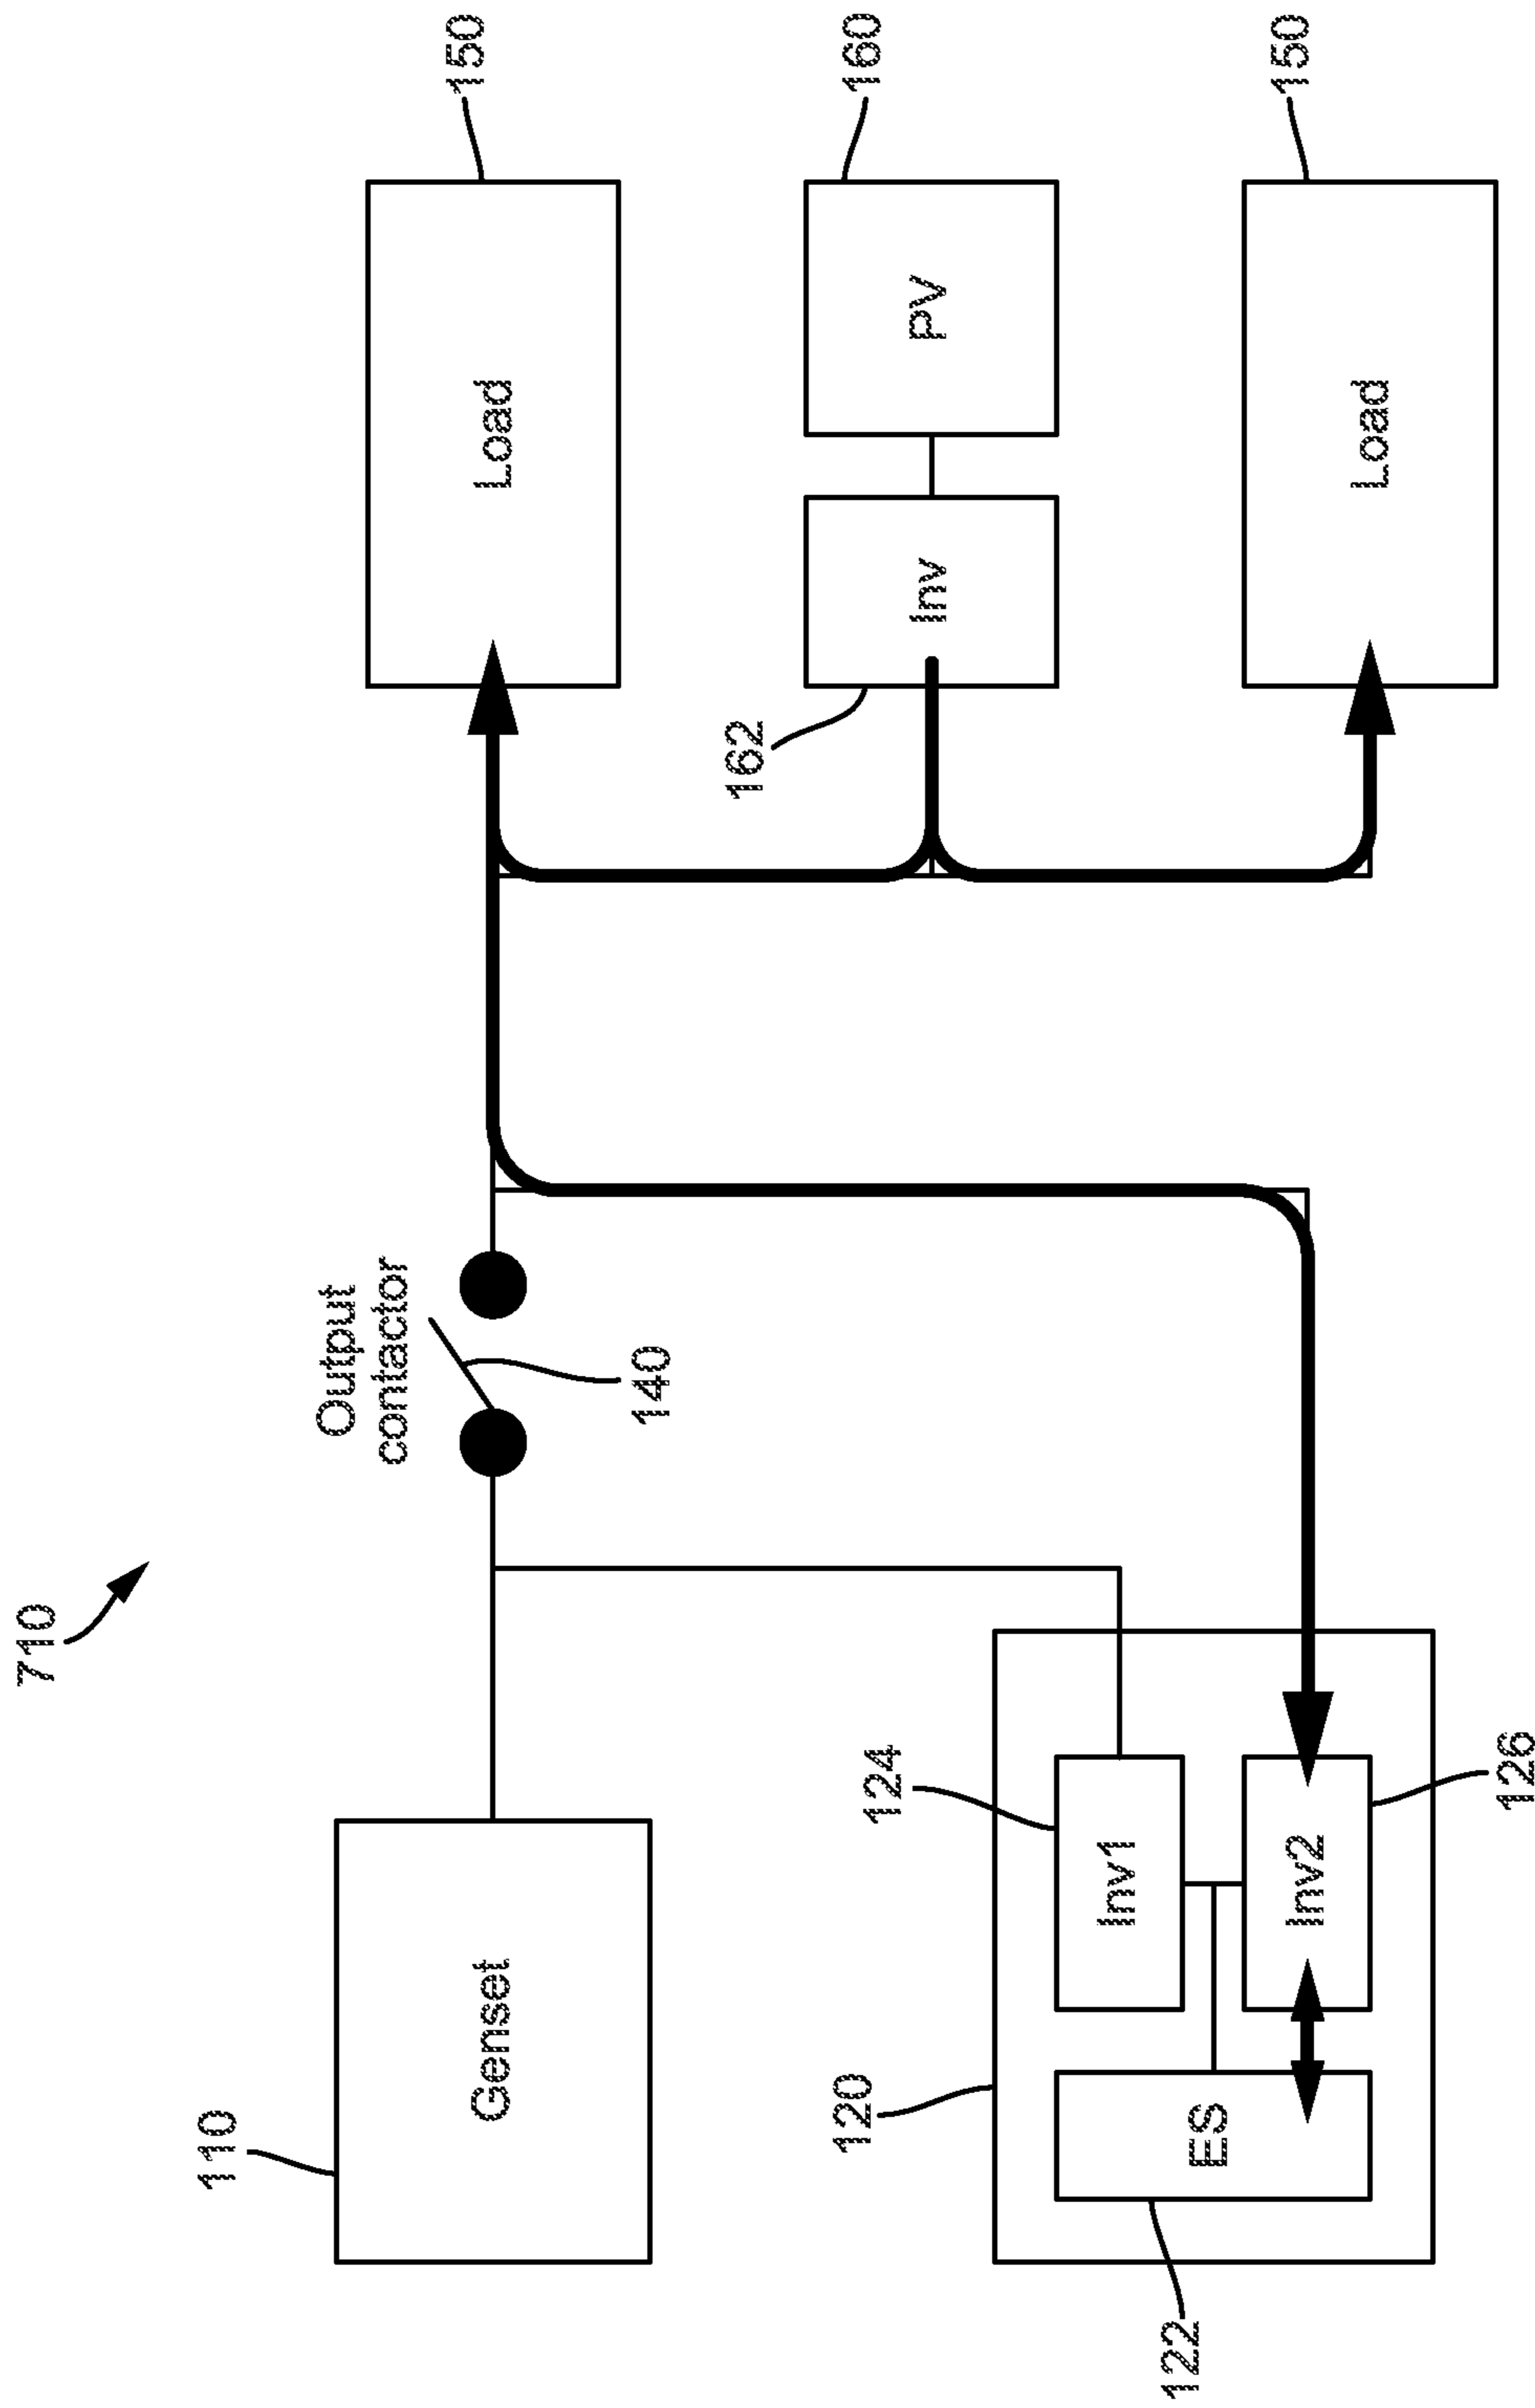 710
110
Genset
Output
contactor
140
150
Load
120
122
ES
124
Inv1
Inv2
126
162
Inv
PV
160
Load
150